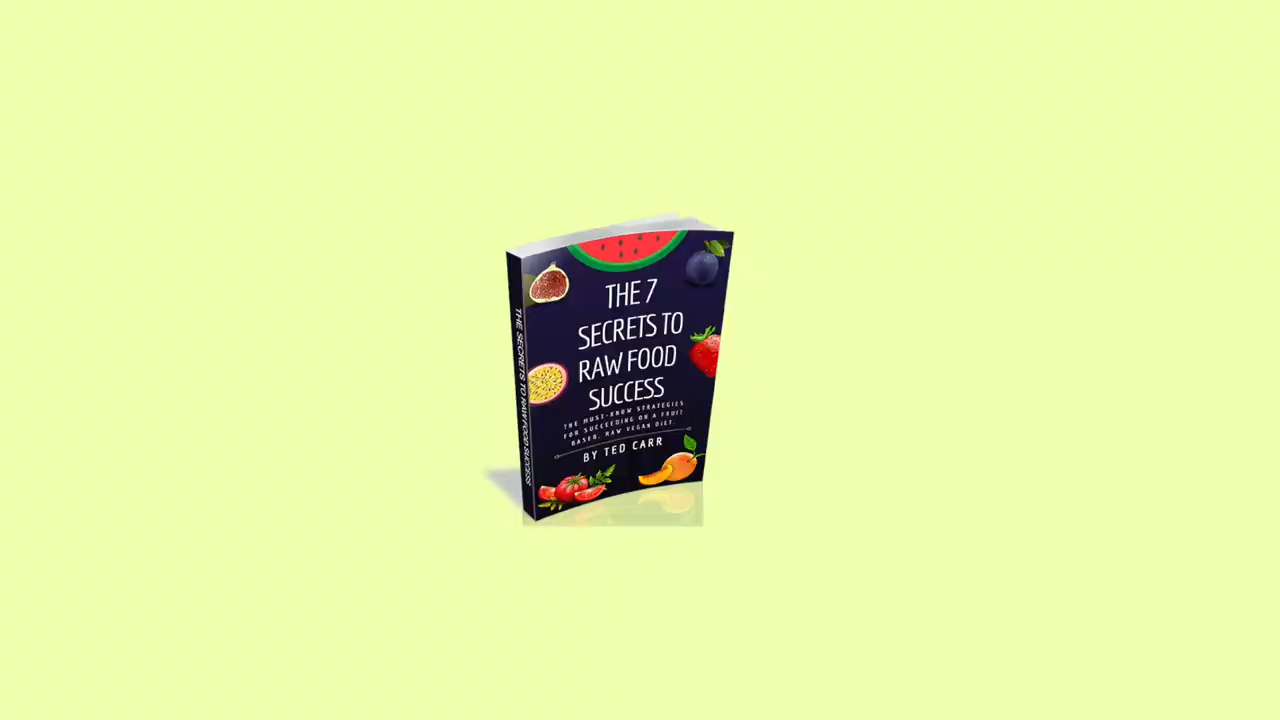 THE 7
SECRETS TO
RAW FOOD
SUCCESS
THE MUST-KNOW STRATEGIES
FOR SUCCEEDING ON A FRUIT
BASED, RAW VEGAN DIET.
BY TED CARR
THE SECRETS TO RAW FOOD SUCCESS